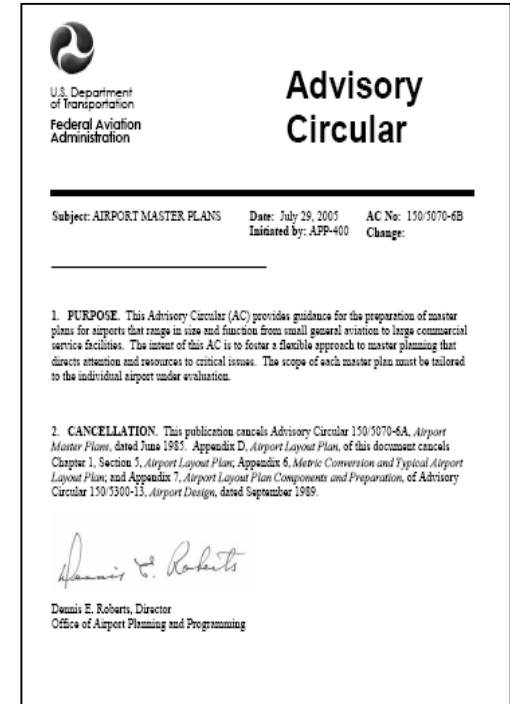 U.S. Department
of Transportation
Federal Aviation
Administration
Advisory
Circular
Subject: AIRPORT MASTER PLANS Date: July 29, 2005 AC No: 150/5070-6B
Initiated by: APP-400 Change:
1. PURPOSE. This Advisory Circular (AC) provides guidance for the preparation of master
plans for airports that range in size and function from small general aviation to large commercial
service facilities. The intent of this AC is to foster a flexible approach to master planning that
directs attention and resources to critical issues. The scope of each master plan must be tailored
to the individual airport under evaluation.
2. CANCELLATION. This publication cancels Advisory Circular 150/5070-6A, Airport
Master Plans, dated June 1985. Appendix D, Airport Layout Plan, of this document cancels
Chapter 1, Section 5, Airport Layout Plan; Appendix 6, Metric Conversion and Typical Airport
Layout Plan; and Appendix 7, Airport Layout Plan Components and Preparation, of Advisory
Circular 150/5300-13, Airport Design, dated September 1989.
Dennis E. Roberts
Dennis E. Roberts, Director
Office of Airport Planning and Programming